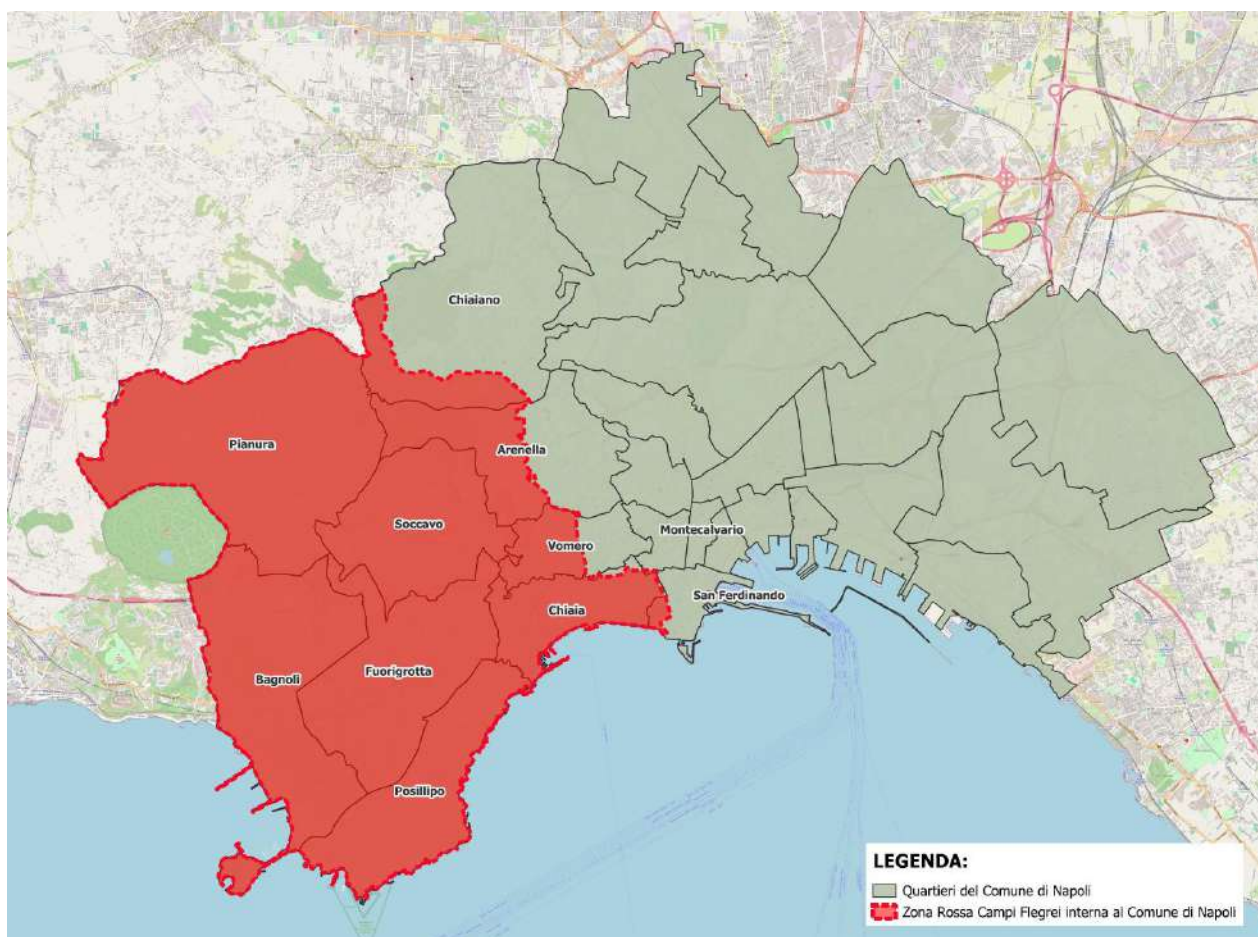 Chiaiano
Pianura
Arenella
Soccavo
Montecalvario
Vomero
San Ferdinando
Chiaia
Fuorigrotta
Bagnoli
Posillipo
LEGENDA:
Quartieri del Comune di Napoli
Zona Rossa Campi Flegrei interna al Comune di Napoli